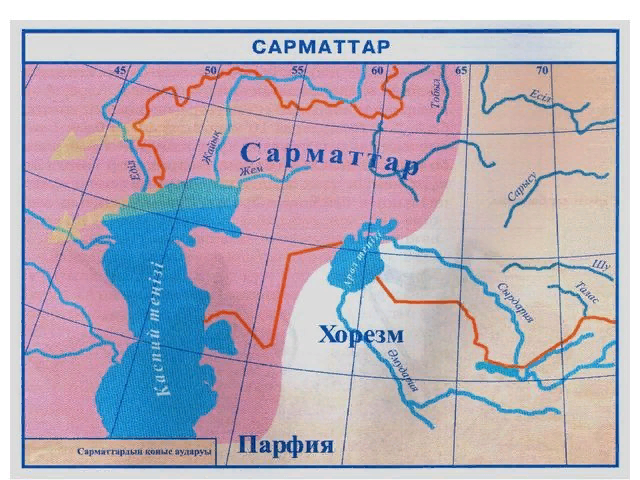 САРМАТТАР
45
50
55
60
65
70
Тобыл
Есіл
Жайық
Еділ
Сарматтар
Жем
Сарысу
Арал теңізі
Шу
Талас
Сырдария
Каспий теңізі
Хорезм
Әмудария
Парфия
Сарматтардың қоныс аударуы